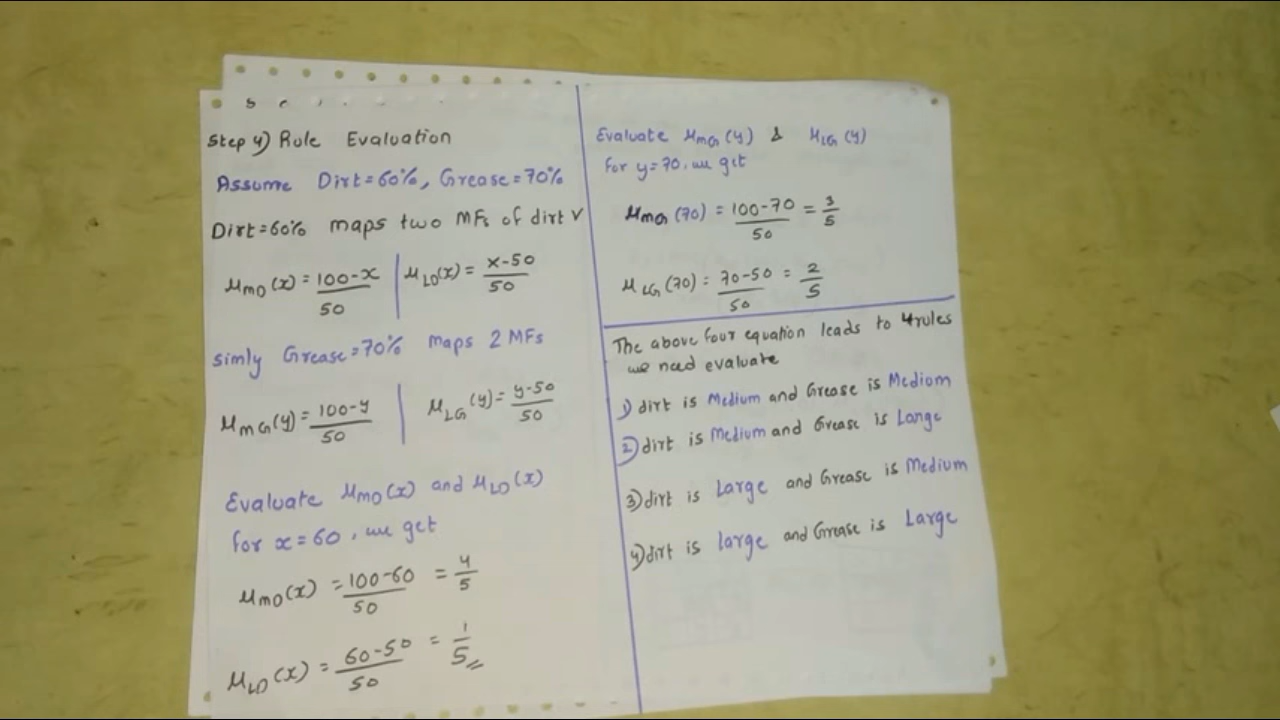 Step 4) Rule Evaluation
Assume Dirt=60%, Grease=70%
Dirt=60% maps two MFs of dirt V
μMD(x) = 100-x / 50 | μLD(x) = x-50 / 50
simly Grease=70% Maps 2 MFs
μMG(y) = 100-y / 50 | μLG(y) = y-50 / 50
Evaluate μMD(x) and μLD(x)
for x=60, we get
μMD(x) = 100-60 / 50 = 4/5
μLD(x) = 60-50 / 50 = 1/5
Evaluate μMG(y) & μLG(y)
for y=70, we get
μMG(70) = 100-70 / 50 = 3/5
μLG(70) = 70-50 / 50 = 2/5
The above four equation leads to 4rules
we need evaluate
1) dirt is Medium and Grease is Medium
2) dirt is Medium and Grease is Large
3) dirt is Large and Grease is Medium
4) dirt is large and Grease is Large